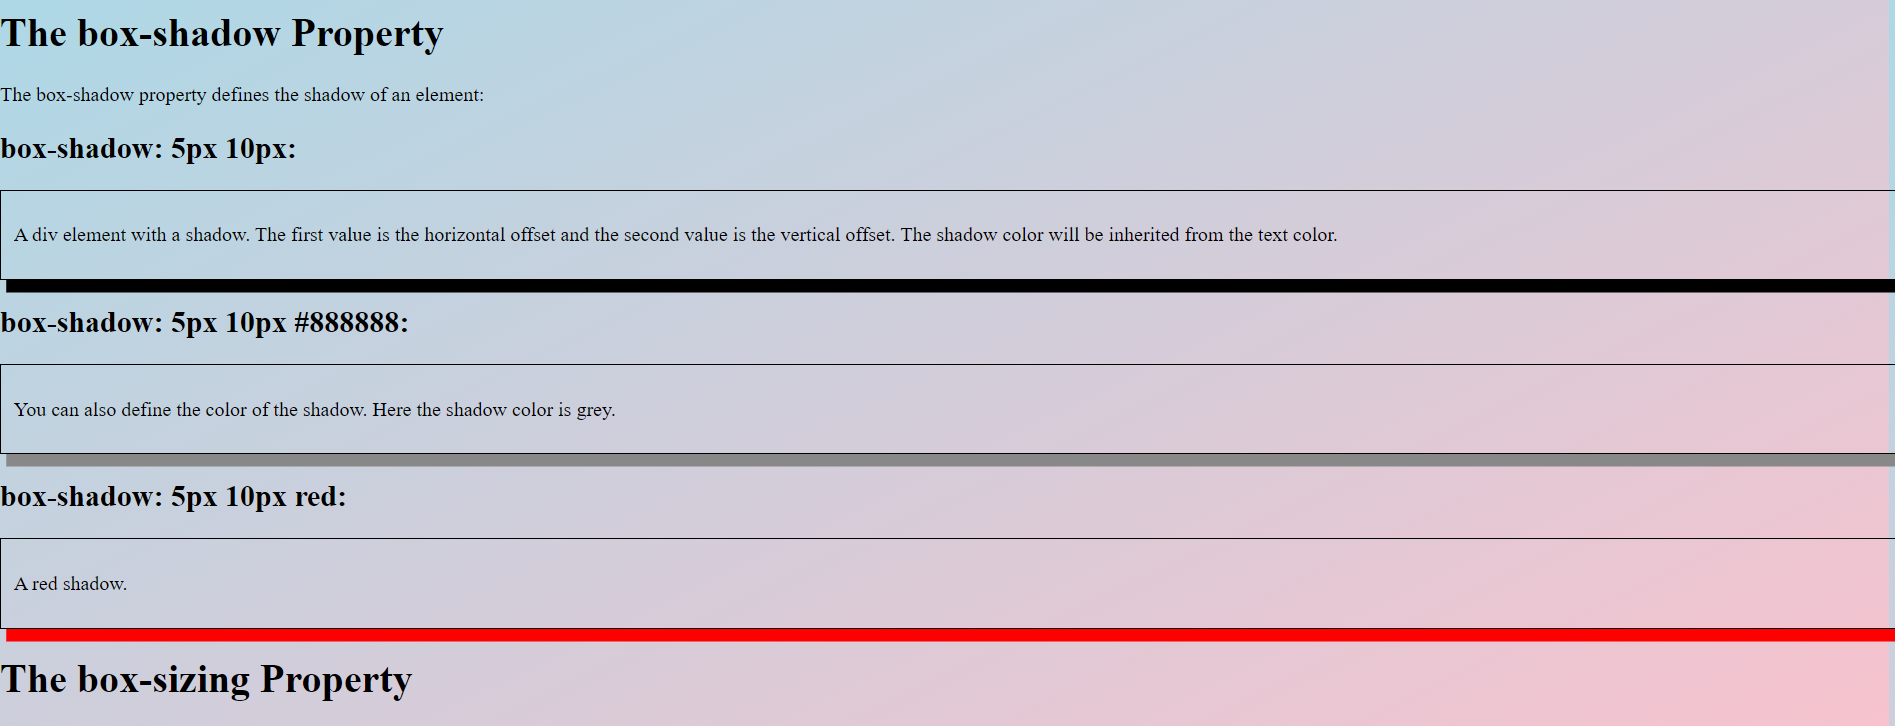 The box-shadow Property
The box-shadow property defines the shadow of an element:
box-shadow: 5px 10px:
A div element with a shadow. The first value is the horizontal offset and the second value is the vertical offset. The shadow color will be inherited from the text color.
box-shadow: 5px 10px #888888:
You can also define the color of the shadow. Here the shadow color is grey.
box-shadow: 5px 10px red:
A red shadow.
The box-sizing Property